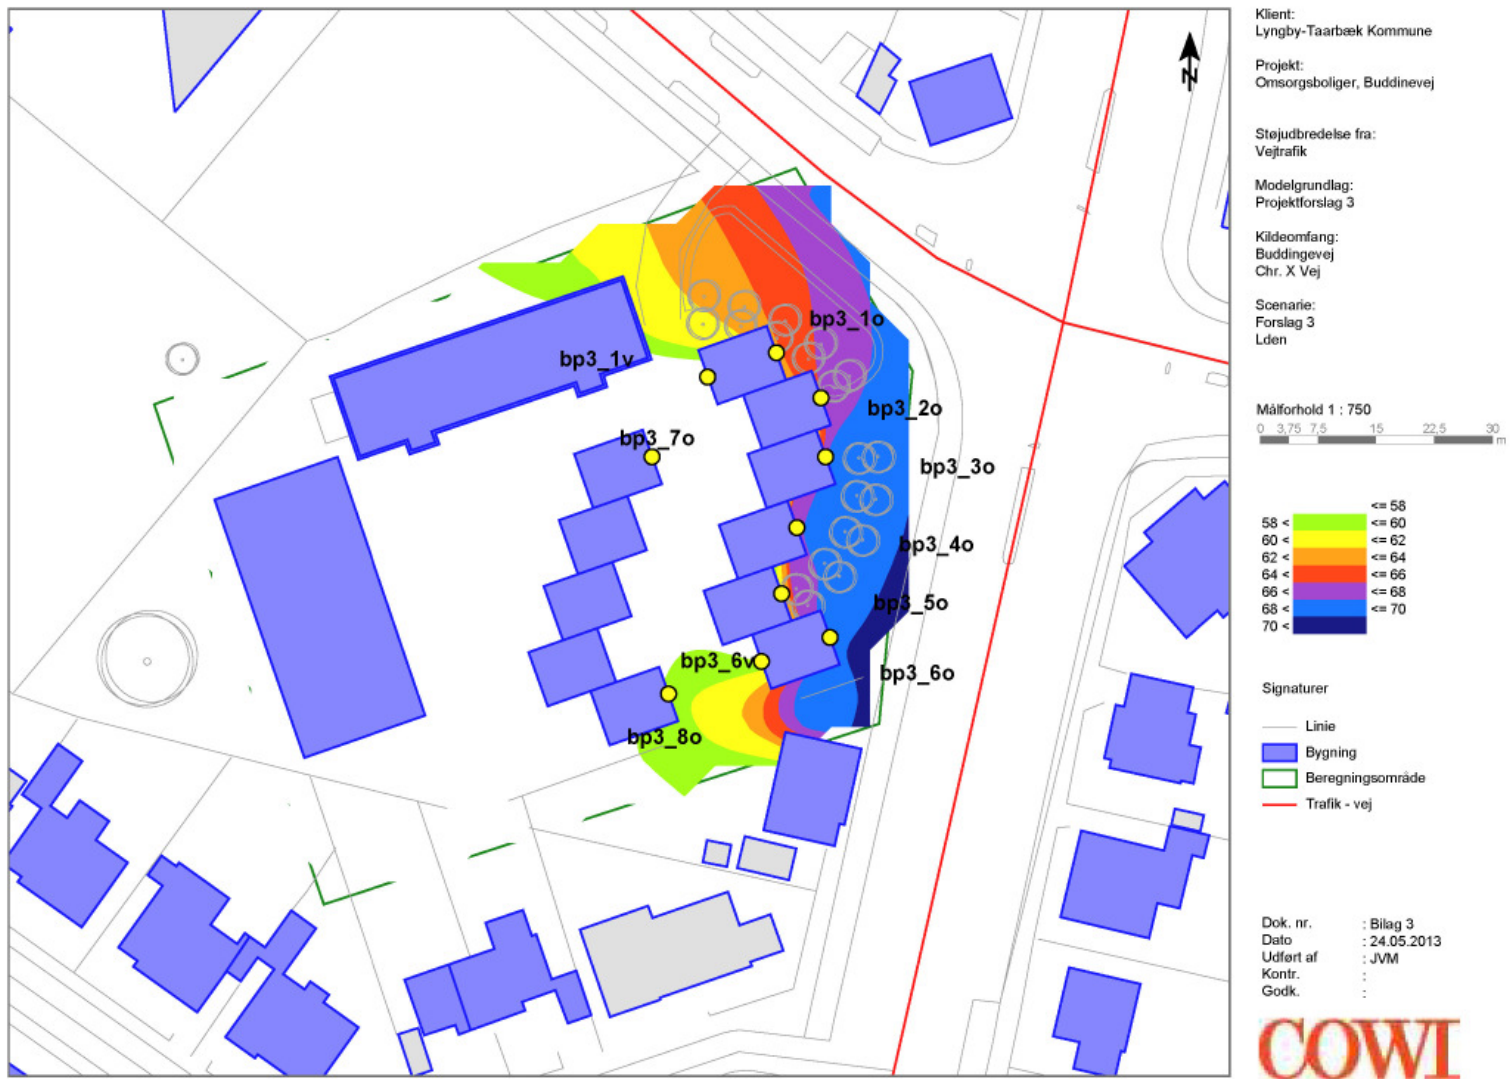 Klient:
Lyngby-Taarbæk Kommune
Projekt:
Omsorgsboliger, Buddinevej
Støjudbredelse fra:
Vejtrafik
Modelgrundlag:
Projektforslag 3
Kildeomfang:
Buddingevej
Chr. X Vej
Scenarie:
Forslag 3
Lden
Målforhold 1 : 750
0 3,75 7,5 15 22,5 30
m
<= 58
58 < <= 60
60 < <= 62
62 < <= 64
64 < <= 66
66 < <= 68
68 < <= 70
70 <
Signaturer
Linie
Bygning
Beregningsområde
Trafik - vej
Dok. nr. : Bilag 3
Dato : 24.05.2013
Udført af : JVM
Kontr. :
Godk. :
COWI
N
bp3_1o
bp3_1v
bp3_2o
bp3_7o
bp3_3o
bp3_4o
bp3_5o
bp3_6v
bp3_6o
bp3_8o